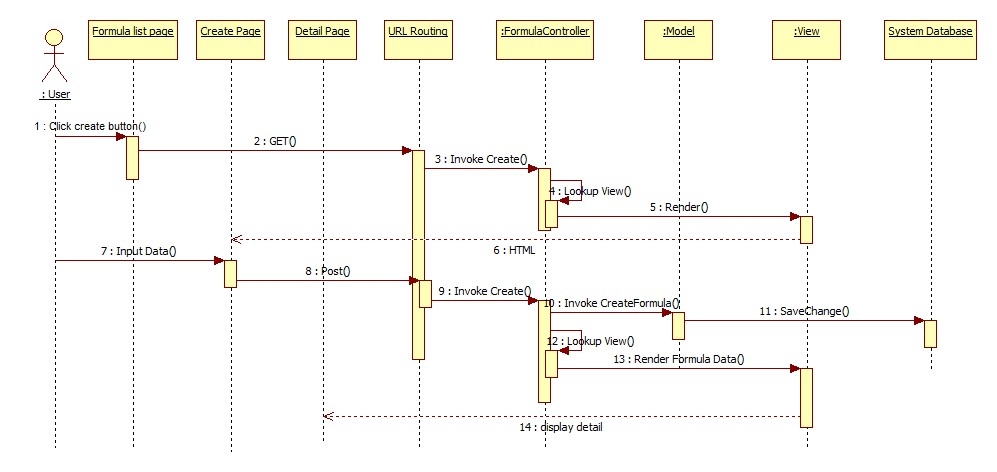 Formula list page
Create Page
Detail Page
URL Routing
:FormulaController
:Model
:View
System Database
: User
1 : Click create button()
2 : GET()
3 : Invoke Create()
4 : Lookup View()
5 : Render()
6 : HTML
7 : Input Data()
8 : Post()
9 : Invoke Create()
10 : Invoke CreateFormula()
11 : SaveChange()
12 : Lookup View()
13 : Render Formula Data()
14 : display detail